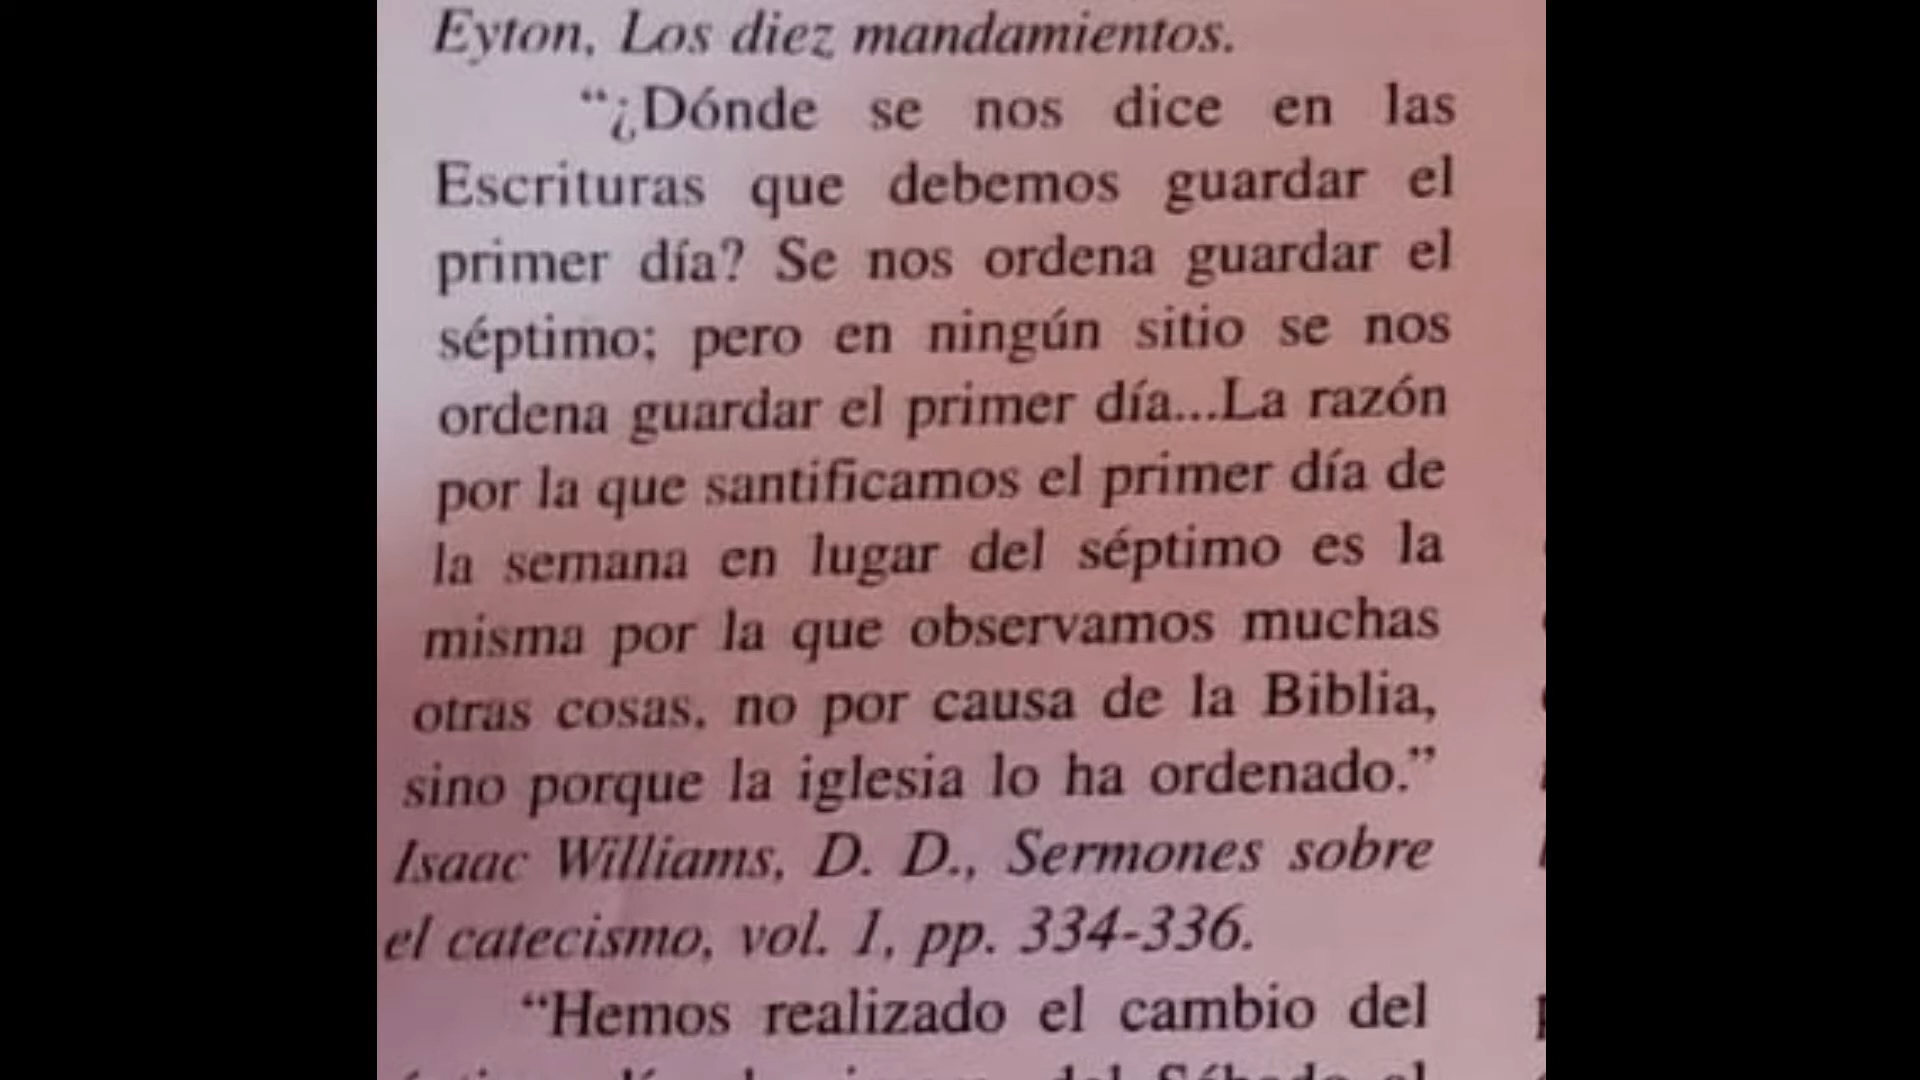 Eyton, Los diez mandamientos.
“¿Dónde se nos dice en las
Escrituras que debemos guardar el
primer día? Se nos ordena guardar el
séptimo; pero en ningún sitio se nos
ordena guardar el primer día...La razón
por la que santificamos el primer día de
la semana en lugar del séptimo es la
misma por la que observamos muchas
otras cosas, no por causa de la Biblia,
sino porque la iglesia lo ha ordenado.”
Isaac Williams, D. D., Sermones sobre
el catecismo, vol. 1, pp. 334-336.
“Hemos realizado el cambio del